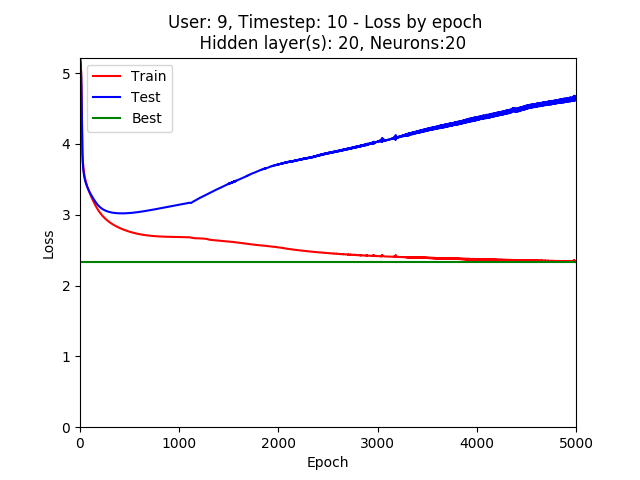 User: 9, Timestep: 10 - Loss by epoch
Hidden layer(s): 20, Neurons:20
Train
Test
Best
5
4
3
2
1
0
Loss
0 1000 2000 3000 4000 5000
Epoch